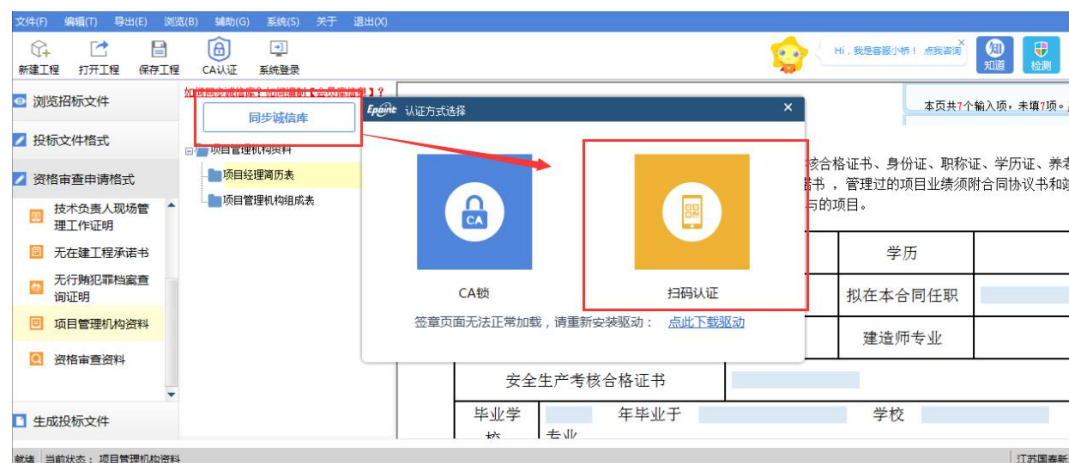 文件(F) 编辑(T) 导出(E) 浏览(B) 辅助(G) 系统(S) 关于 退出(X)
新建工程 打开工程 保存工程 CA认证 系统登录
Hi，我是客服小桥！ 点我咨询
知
知道
检测
浏览招标文件
投标文件格式
资格审查申请格式
技术负责人现场管
理工作证明
无在建工程承诺书
无行贿犯罪档案查
询证明
项目管理机构资料
资格审查资料
生成投标文件
同步诚信库
项目管理机构资料
项目经理简历表
项目管理机构组成表
Epoint 认证方式选择
CA
CA锁
扫码认证
签章页面无法正常加载，请重新安装驱动： 点此下载驱动
本页共7个输入项，未填7项。
核合格证书、身份证、职称证、学历证、养老
书 ，管理过的项目业绩须附合同协议书和
与的项目。
学历
拟在本合同任职
建造师专业
安全生产考核合格证书
毕业学 年毕业于 学校
就绪 当前状态： 项目管理机构资料
江苏国泰新